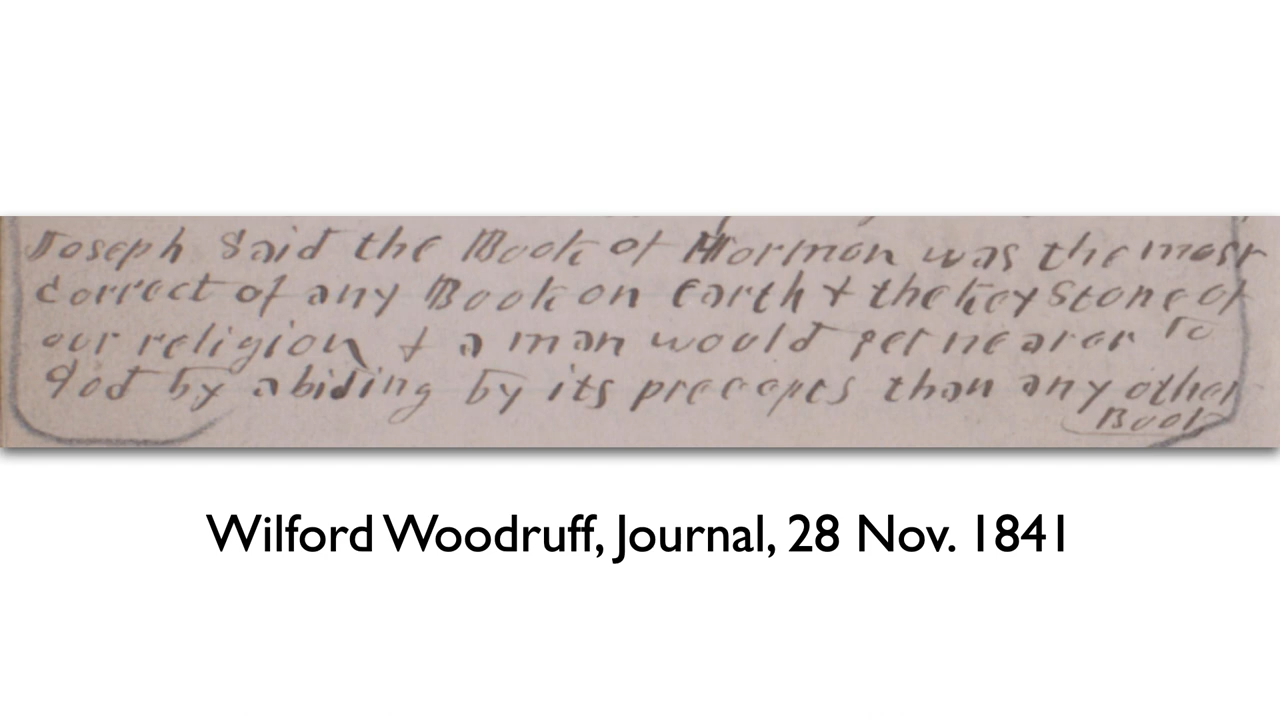 Joseph Said the Book of Mormon was the most
correct of any Book on Earth & the key Stone of
our religion & a man would get nearer to
God by abiding by its precepts than any other
Book
Wilford Woodruff, Journal, 28 Nov. 1841